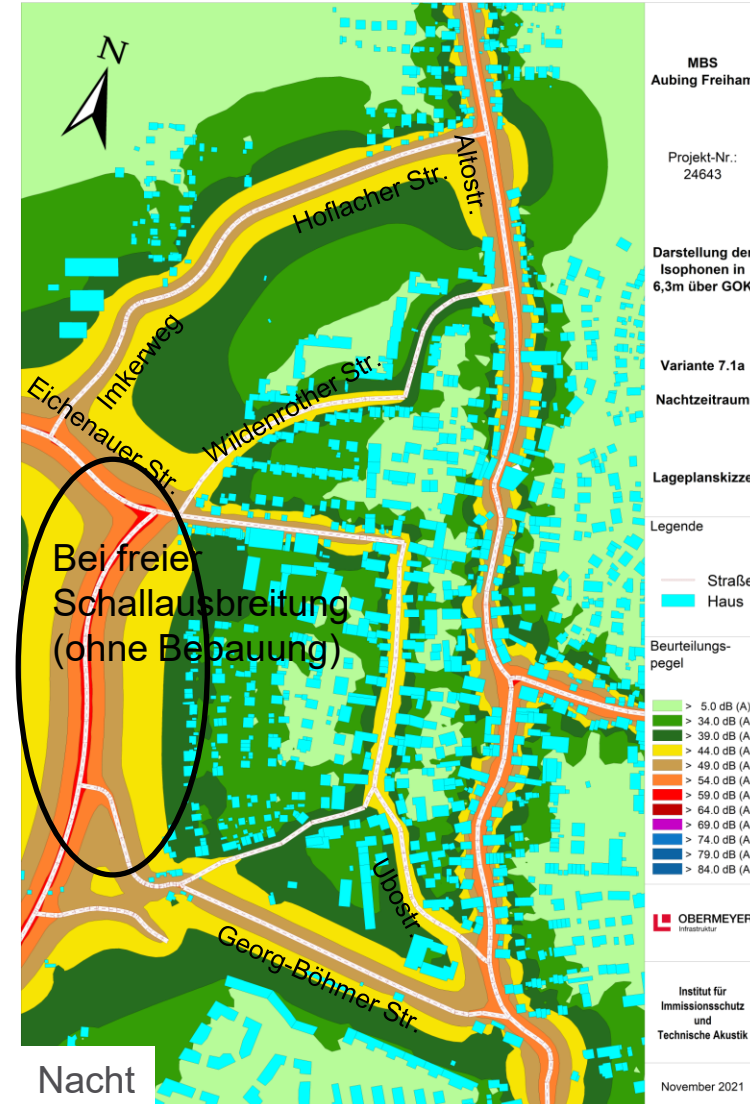 N
Altostr.
Hoflacher Str.
Imkerweg
Wildenrother Str.
Eichenauer Str.
Bei freier
Schallausbreitung
(ohne Bebauung)
Ubostr.
Georg-Böhmer Str.
Nacht
MBS
Aubing Freiham
Projekt-Nr.:
24643
Darstellung der
Isophonen in
6,3m über GOK
Variante 7.1a
Nachtzeitraum
Lageplanskizze
Legende
Straße
Haus
Beurteilungs-
pegel
> 5.0 dB (A)
> 34.0 dB (A)
> 39.0 dB (A)
> 44.0 dB (A)
> 49.0 dB (A)
> 54.0 dB (A)
> 59.0 dB (A)
> 64.0 dB (A)
> 69.0 dB (A)
> 74.0 dB (A)
> 79.0 dB (A)
> 84.0 dB (A)
OBERMEYER
Infrastruktur
Institut für
Immissionsschutz
und
Technische Akustik
November 2021